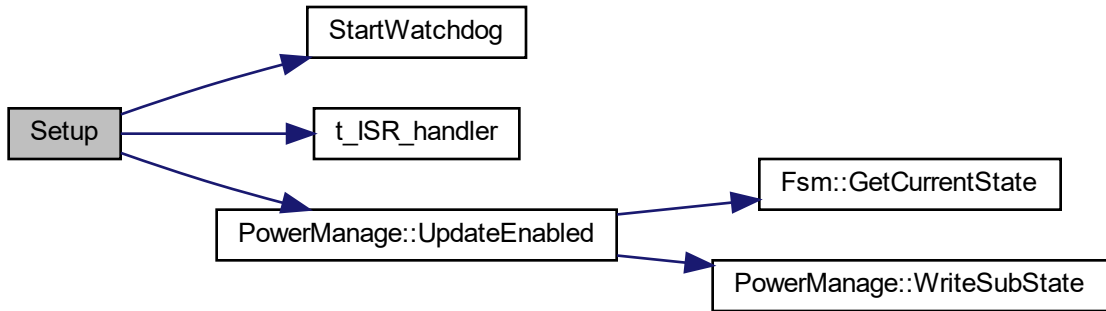 StartWatchdog
Setup
t_ISR_handler
Fsm::GetCurrentState
PowerManage::UpdateEnabled
PowerManage::WriteSubState